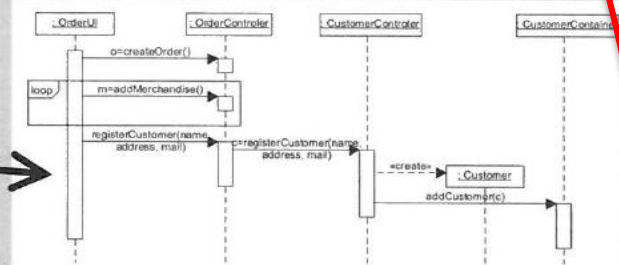 : OrderUI
: OrderControler
: CustomerControler
: CustomerContaine
o=createOrder()
loop
m=addMerchandise()
registerCustomer(name,
address, mail)
c=registerCustomer(name,
address, mail)
«create»
: Customer
addCustomer(c)